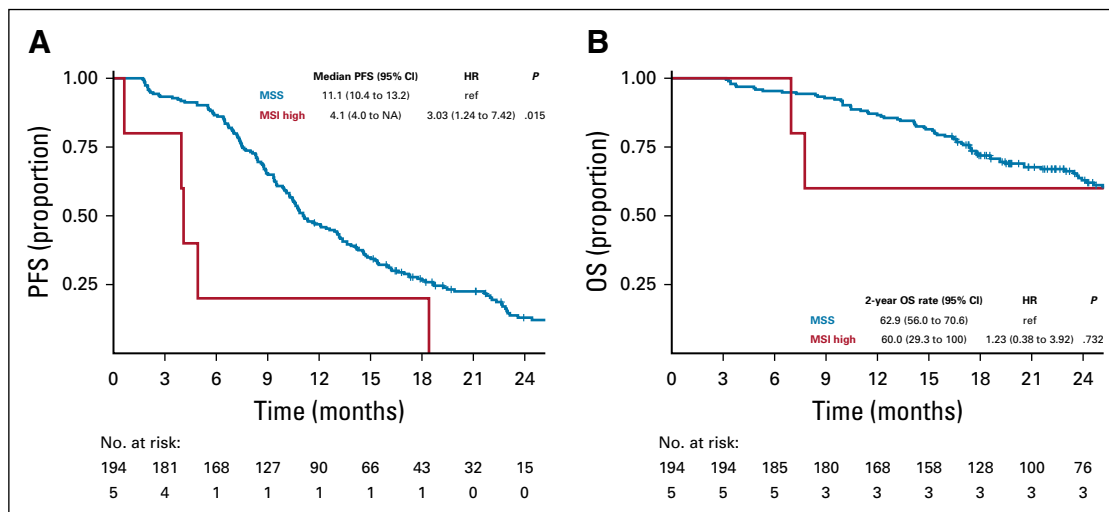 A
Median PFS (95% CI) HR P
MSS 11.1 (10.4 to 13.2) ref
MSI high 4.1 (4.0 to NA) 3.03 (1.24 to 7.42) .015
1.00
0.75
0.50
0.25
PFS (proportion)
0 3 6 9 12 15 18 21 24
Time (months)
No. at risk:
194 181 168 127 90 66 43 32 15
5 4 1 1 1 1 1 0 0
B
1.00
0.75
0.50
0.25
OS (proportion)
2-year OS rate (95% CI) HR P
MSS 62.9 (56.0 to 70.6) ref
MSI high 60.0 (29.3 to 100) 1.23 (0.38 to 3.92) .732
0 3 6 9 12 15 18 21 24
Time (months)
No. at risk:
194 194 185 180 168 158 128 100 76
5 5 5 3 3 3 3 3 3